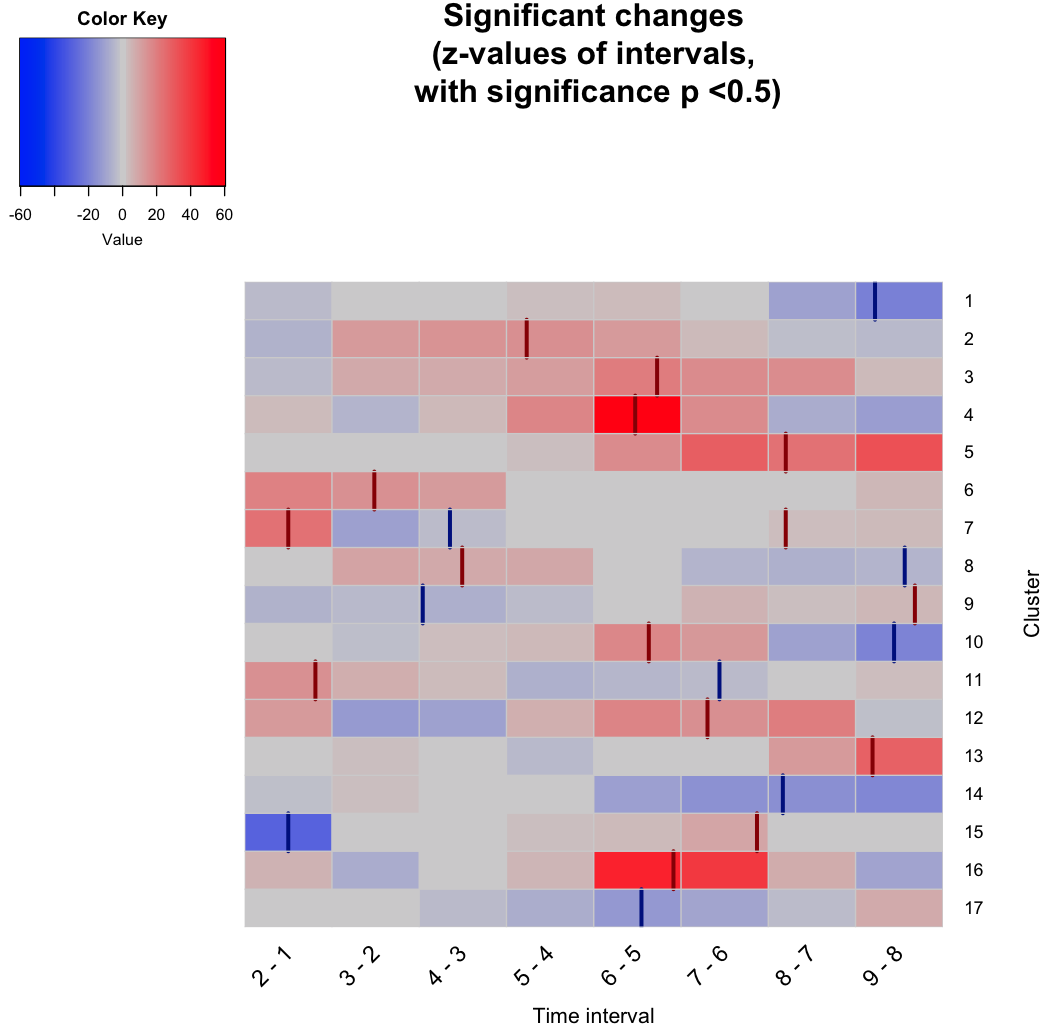 Color Key
-60
-20
0
20
40
60
Value
Significant changes
(z-values of intervals,
with significance p <0.5)
1
2
3
4
5
6
7
8
9
10
11
12
13
14
15
16
17
Cluster
2 - 1
3 - 2
4 - 3
5 - 4
6 - 5
7 - 6
8 - 7
9 - 8
Time interval